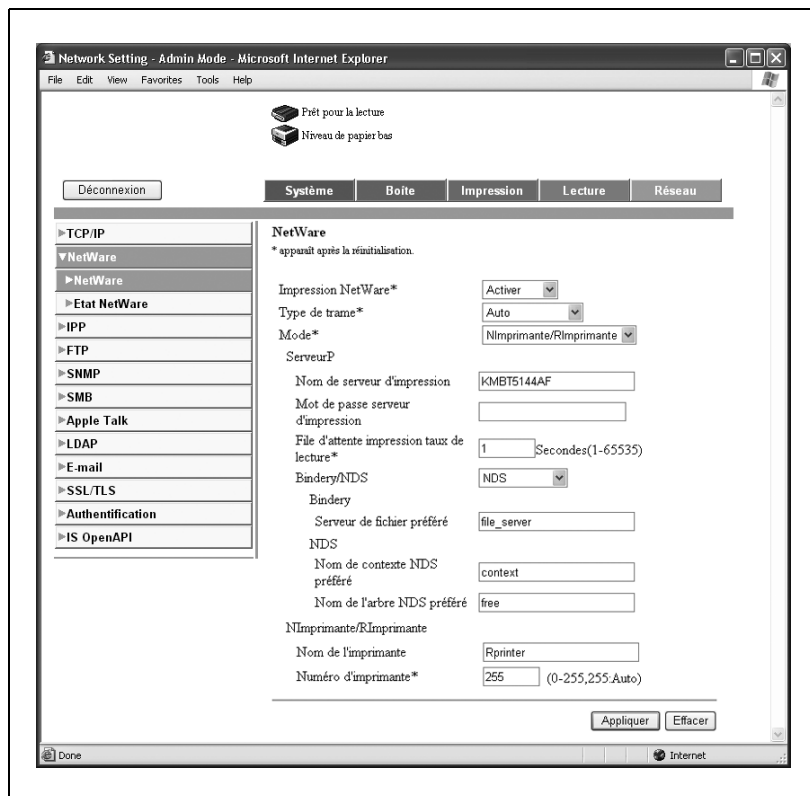 Network Setting - Admin Mode - Microsoft Internet Explorer
File Edit View Favorites Tools Help
Prêt pour la lecture
Niveau de papier bas
Déconnexion
Système Boîte Impression Lecture Réseau
TCP/IP
NetWare
NetWare
Etat NetWare
IPP
FTP
SNMP
SMB
Apple Talk
LDAP
E-mail
SSL/TLS
Authentification
IS OpenAPI
NetWare
* apparaît après la réinitialisation.
Impression NetWare* Activer
Type de trame* Auto
Mode* NImprimante/RImprimante
ServeurP
Nom de serveur d'impression KMBT5144AF
Mot de passe serveur
d'impression
File d'attente impression taux de
lecture* 1 Secondes(1-65535)
Bindery/NDS NDS
Bindery
Serveur de fichier préféré file_server
NDS
Nom de contexte NDS
préféré context
Nom de l'arbre NDS préféré free
NImprimante/RImprimante
Nom de l'imprimante Rprinter
Numéro d'imprimante* 255 (0-255,255:Auto)
Appliquer Effacer
Done Internet